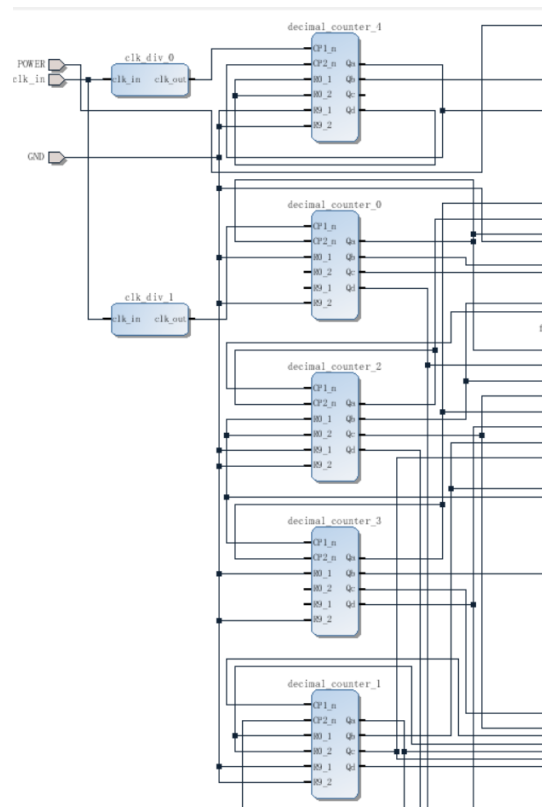 decimal_counter_4
POWER
clk_in
clk_div_0
clk_in clk_out
CP1_n
CP2_n Qa
R0_1 Qb
R0_2 Qc
R9_1 Qd
R9_2
GND
decimal_counter_0
CP1_n
CP2_n Qa
R0_1 Qb
R0_2 Qc
R9_1 Qd
R9_2
clk_div_1
clk_in clk_out
decimal_counter_2
CP1_n
CP2_n Qa
R0_1 Qb
R0_2 Qc
R9_1 Qd
R9_2
decimal_counter_3
CP1_n
CP2_n Qa
R0_1 Qb
R0_2 Qc
R9_1 Qd
R9_2
decimal_counter_1
CP1_n
CP2_n Qa
R0_1 Qb
R0_2 Qc
R9_1 Qd
R9_2